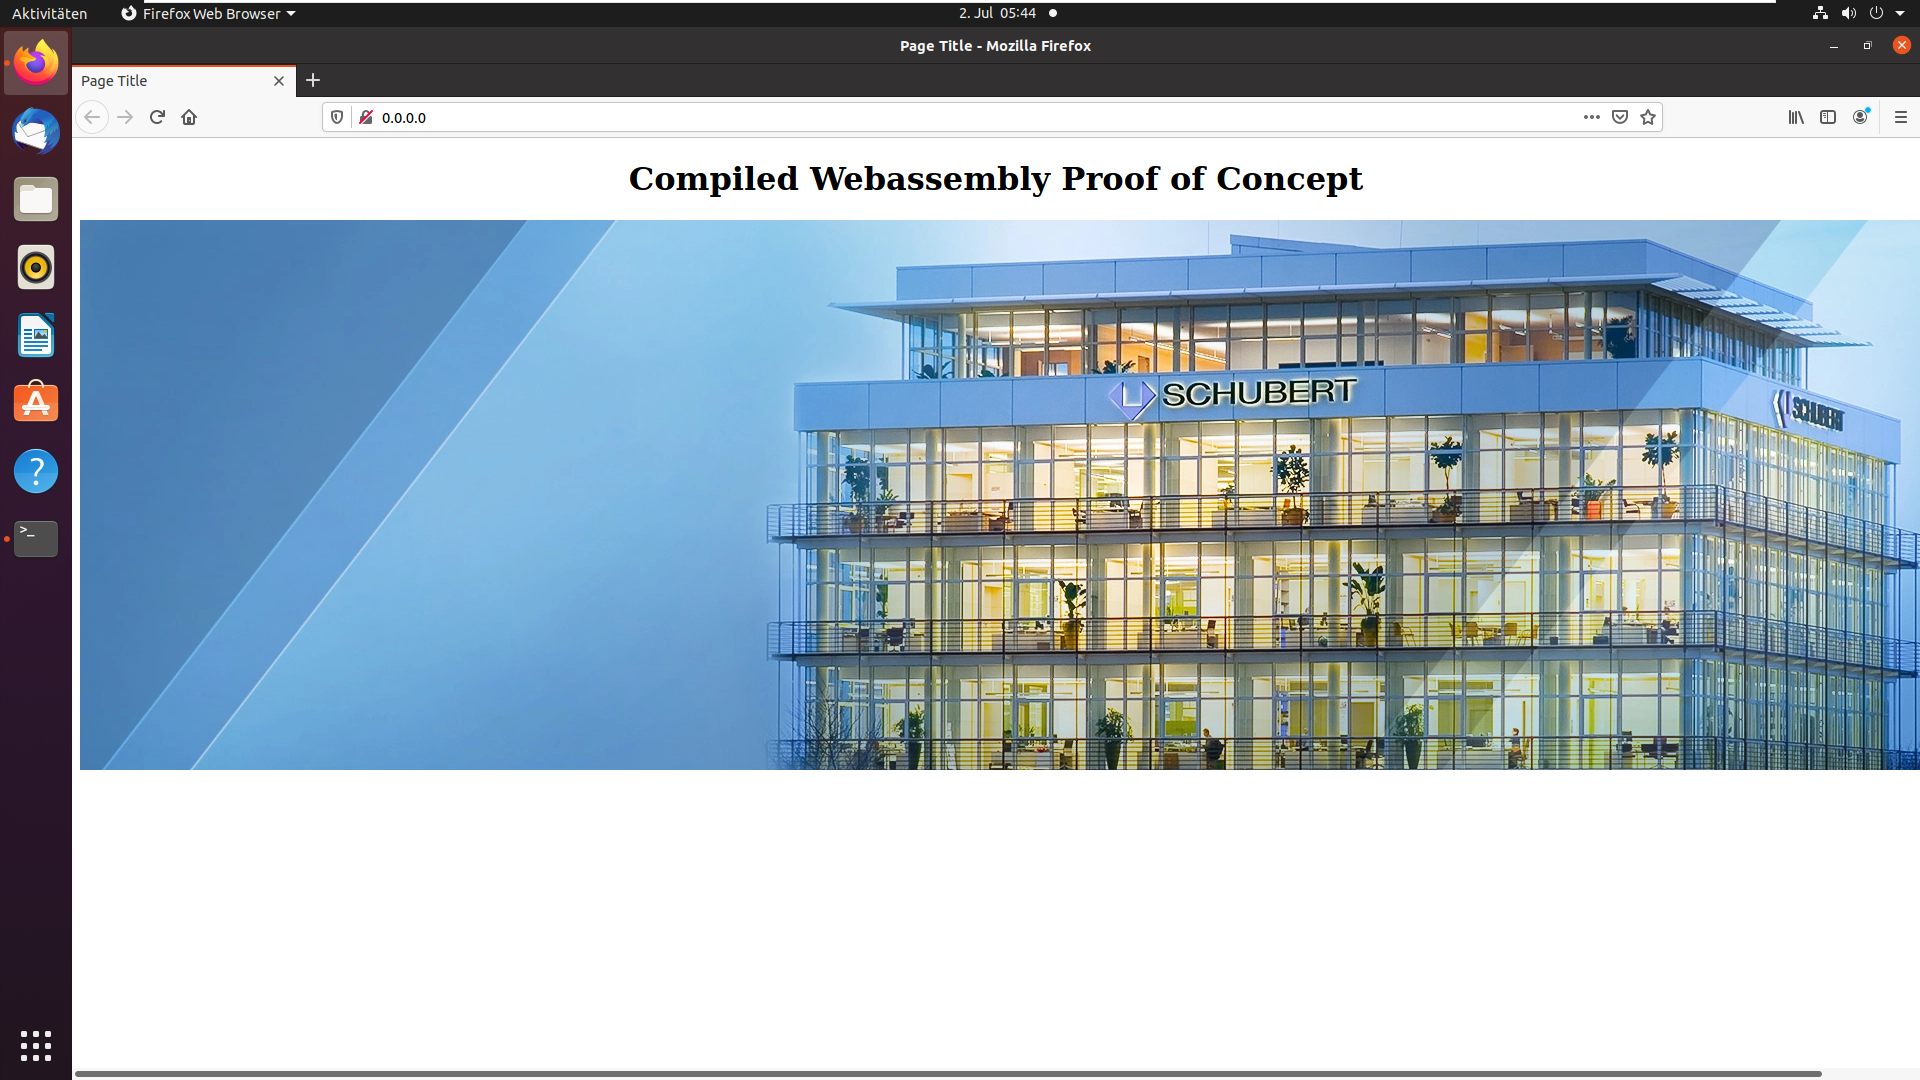 Aktivitäten
Firefox Web Browser
2. Jul 05:44
Page Title - Mozilla Firefox
Page Title
0.0.0.0
Compiled Webassembly Proof of Concept
SCHUBERT
SCHUBERT